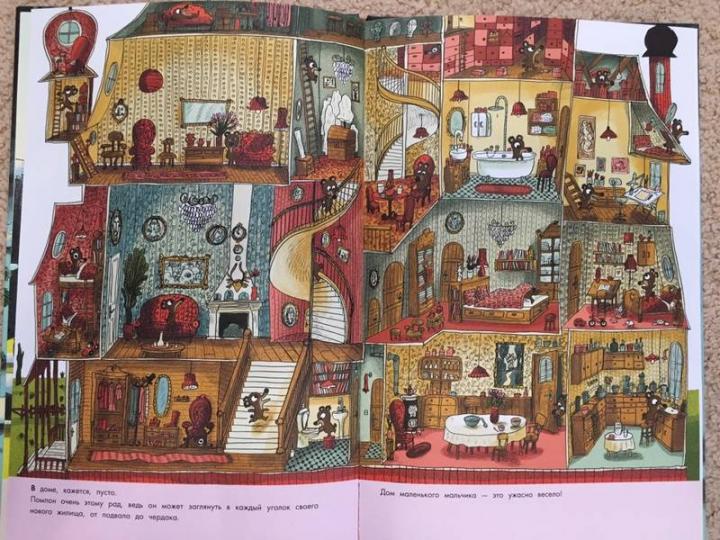 В доме, кажется, пусто.
Помпон очень этому рад, ведь он может заглянуть в каждый уголок своего
нового жилища, от подвала до чердака.
Дом маленького мальчика — это ужасно весело!